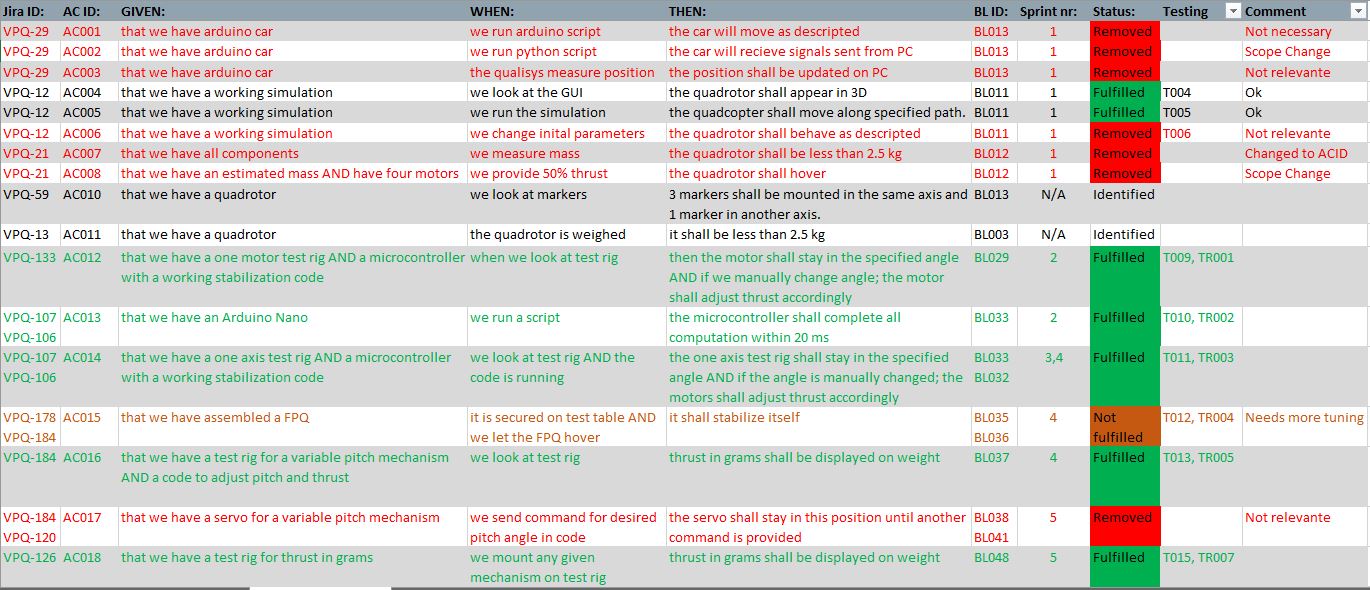 Jira ID: AC ID: GIVEN: WHEN: THEN: BL ID: Sprint nr: Status: Testing Comment
VPQ-29 AC001 that we have arduino car we run arduino script the car will move as descripted BL013 1 Removed Not necessary
VPQ-29 AC002 that we have arduino car we run python script the car will recieve signals sent from PC BL013 1 Removed Scope Change
VPQ-29 AC003 that we have arduino car the qualisys measure position the position shall be updated on PC BL013 1 Removed Not relevante
VPQ-12 AC004 that we have a working simulation we look at the GUI the quadrotor shall appear in 3D BL011 1 Fulfilled T004 Ok
VPQ-12 AC005 that we have a working simulation we run the simulation the quadcopter shall move along specified path. BL011 1 Fulfilled T005 Ok
VPQ-12 AC006 that we have a working simulation we change inital parameters the quadrotor shall behave as descripted BL011 1 Removed T006 Not relevante
VPQ-21 AC007 that we have all components we measure mass the quadrotor shall be less than 2.5 kg BL012 1 Removed Changed to ACID
VPQ-21 AC008 that we have an estimated mass AND have four motors we provide 50% thrust the quadrotor shall hover BL012 1 Removed Scope Change
VPQ-59 AC010 that we have a quadrotor we look at markers 3 markers shall be mounted in the same axis and BL013 N/A Identified
1 marker in another axis.
VPQ-13 AC011 that we have a quadrotor the quadrotor is weighed it shall be less than 2.5 kg BL003 N/A Identified
VPQ-133 AC012 that we have a one motor test rig AND a microcontroller when we look at test rig then the motor shall stay in the specified angle BL029 2 Fulfilled T009, TR001
with a working stabilization code AND if we manually change angle; the motor
shall adjust thrust accordingly
VPQ-107 AC013 that we have an Arduino Nano we run a script the microcontroller shall complete all BL033 2 Fulfilled T010, TR002
VPQ-106 computation within 20 ms
VPQ-107 AC014 that we have a one axis test rig AND a microcontroller we look at test rig AND the the one axis test rig shall stay in the specified BL033 3,4 Fulfilled T011, TR003
VPQ-106 with a working stabilization code code is running angle AND if the angle is manually changed; the BL032
motors shall adjust thrust accordingly
VPQ-178 AC015 that we have assembled a FPQ it is secured on test table AND it shall stabilize itself BL035 4 Not T012, TR004 Needs more tuning
VPQ-184 we let the FPQ hover BL036 fulfilled
VPQ-184 AC016 that we have a test rig for a variable pitch mechanism we look at test rig thrust in grams shall be displayed on weight BL037 4 Fulfilled T013, TR005
AND a code to adjust pitch and thrust
VPQ-184 AC017 that we have a servo for a variable pitch mechanism we send command for desired the servo shall stay in this position until another BL038 5 Removed Not relevante
VPQ-120 pitch angle in code command is provided BL041
VPQ-126 AC018 that we have a test rig for thrust in grams we mount any given thrust in grams shall be displayed on weight BL048 5 Fulfilled T015, TR007
mechanism on test rig